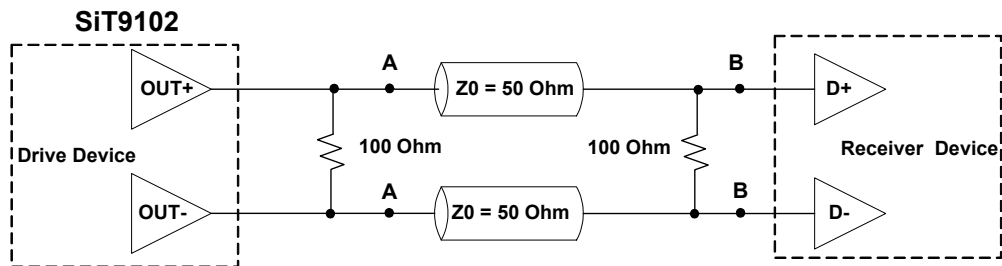 SiT9102
OUT+
A
Z0 = 50 Ohm
B
D+
Drive Device
100 Ohm
100 Ohm
Receiver Device
OUT-
A
Z0 = 50 Ohm
B
D-